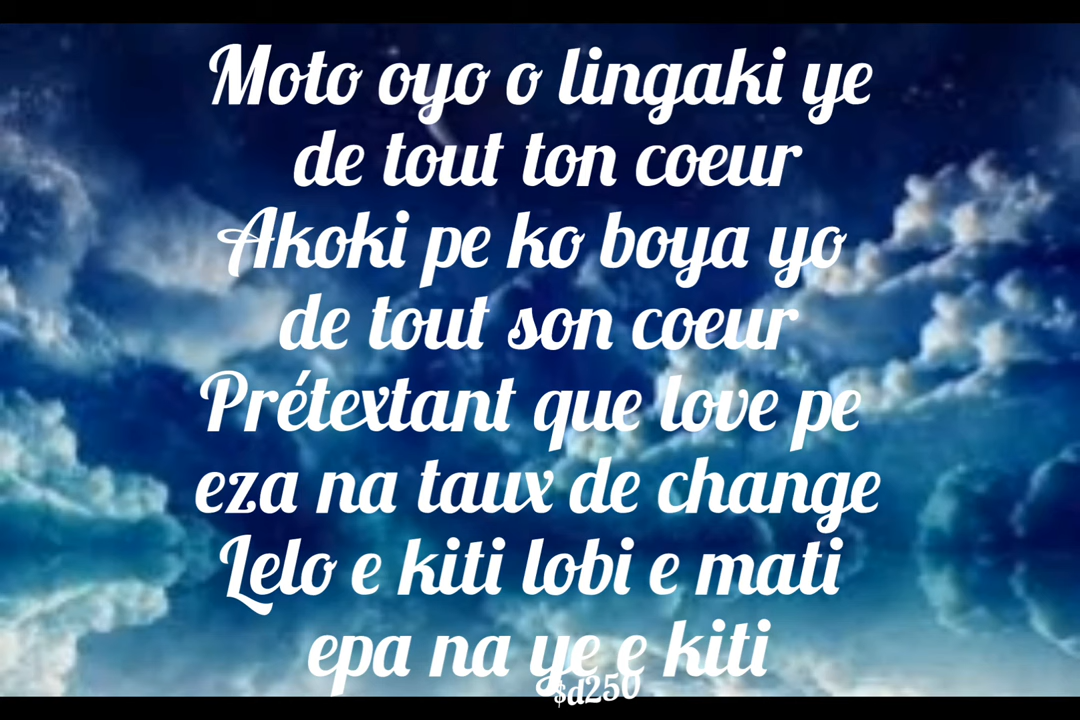 Moto oyo o lingaki ye
de tout ton coeur
Akoki pe ko boya yo
de tout son coeur
Prétextant que love pe
eza na taux de change
Lelo e kiti lobi e mati
epa na ye e kiti
$d250